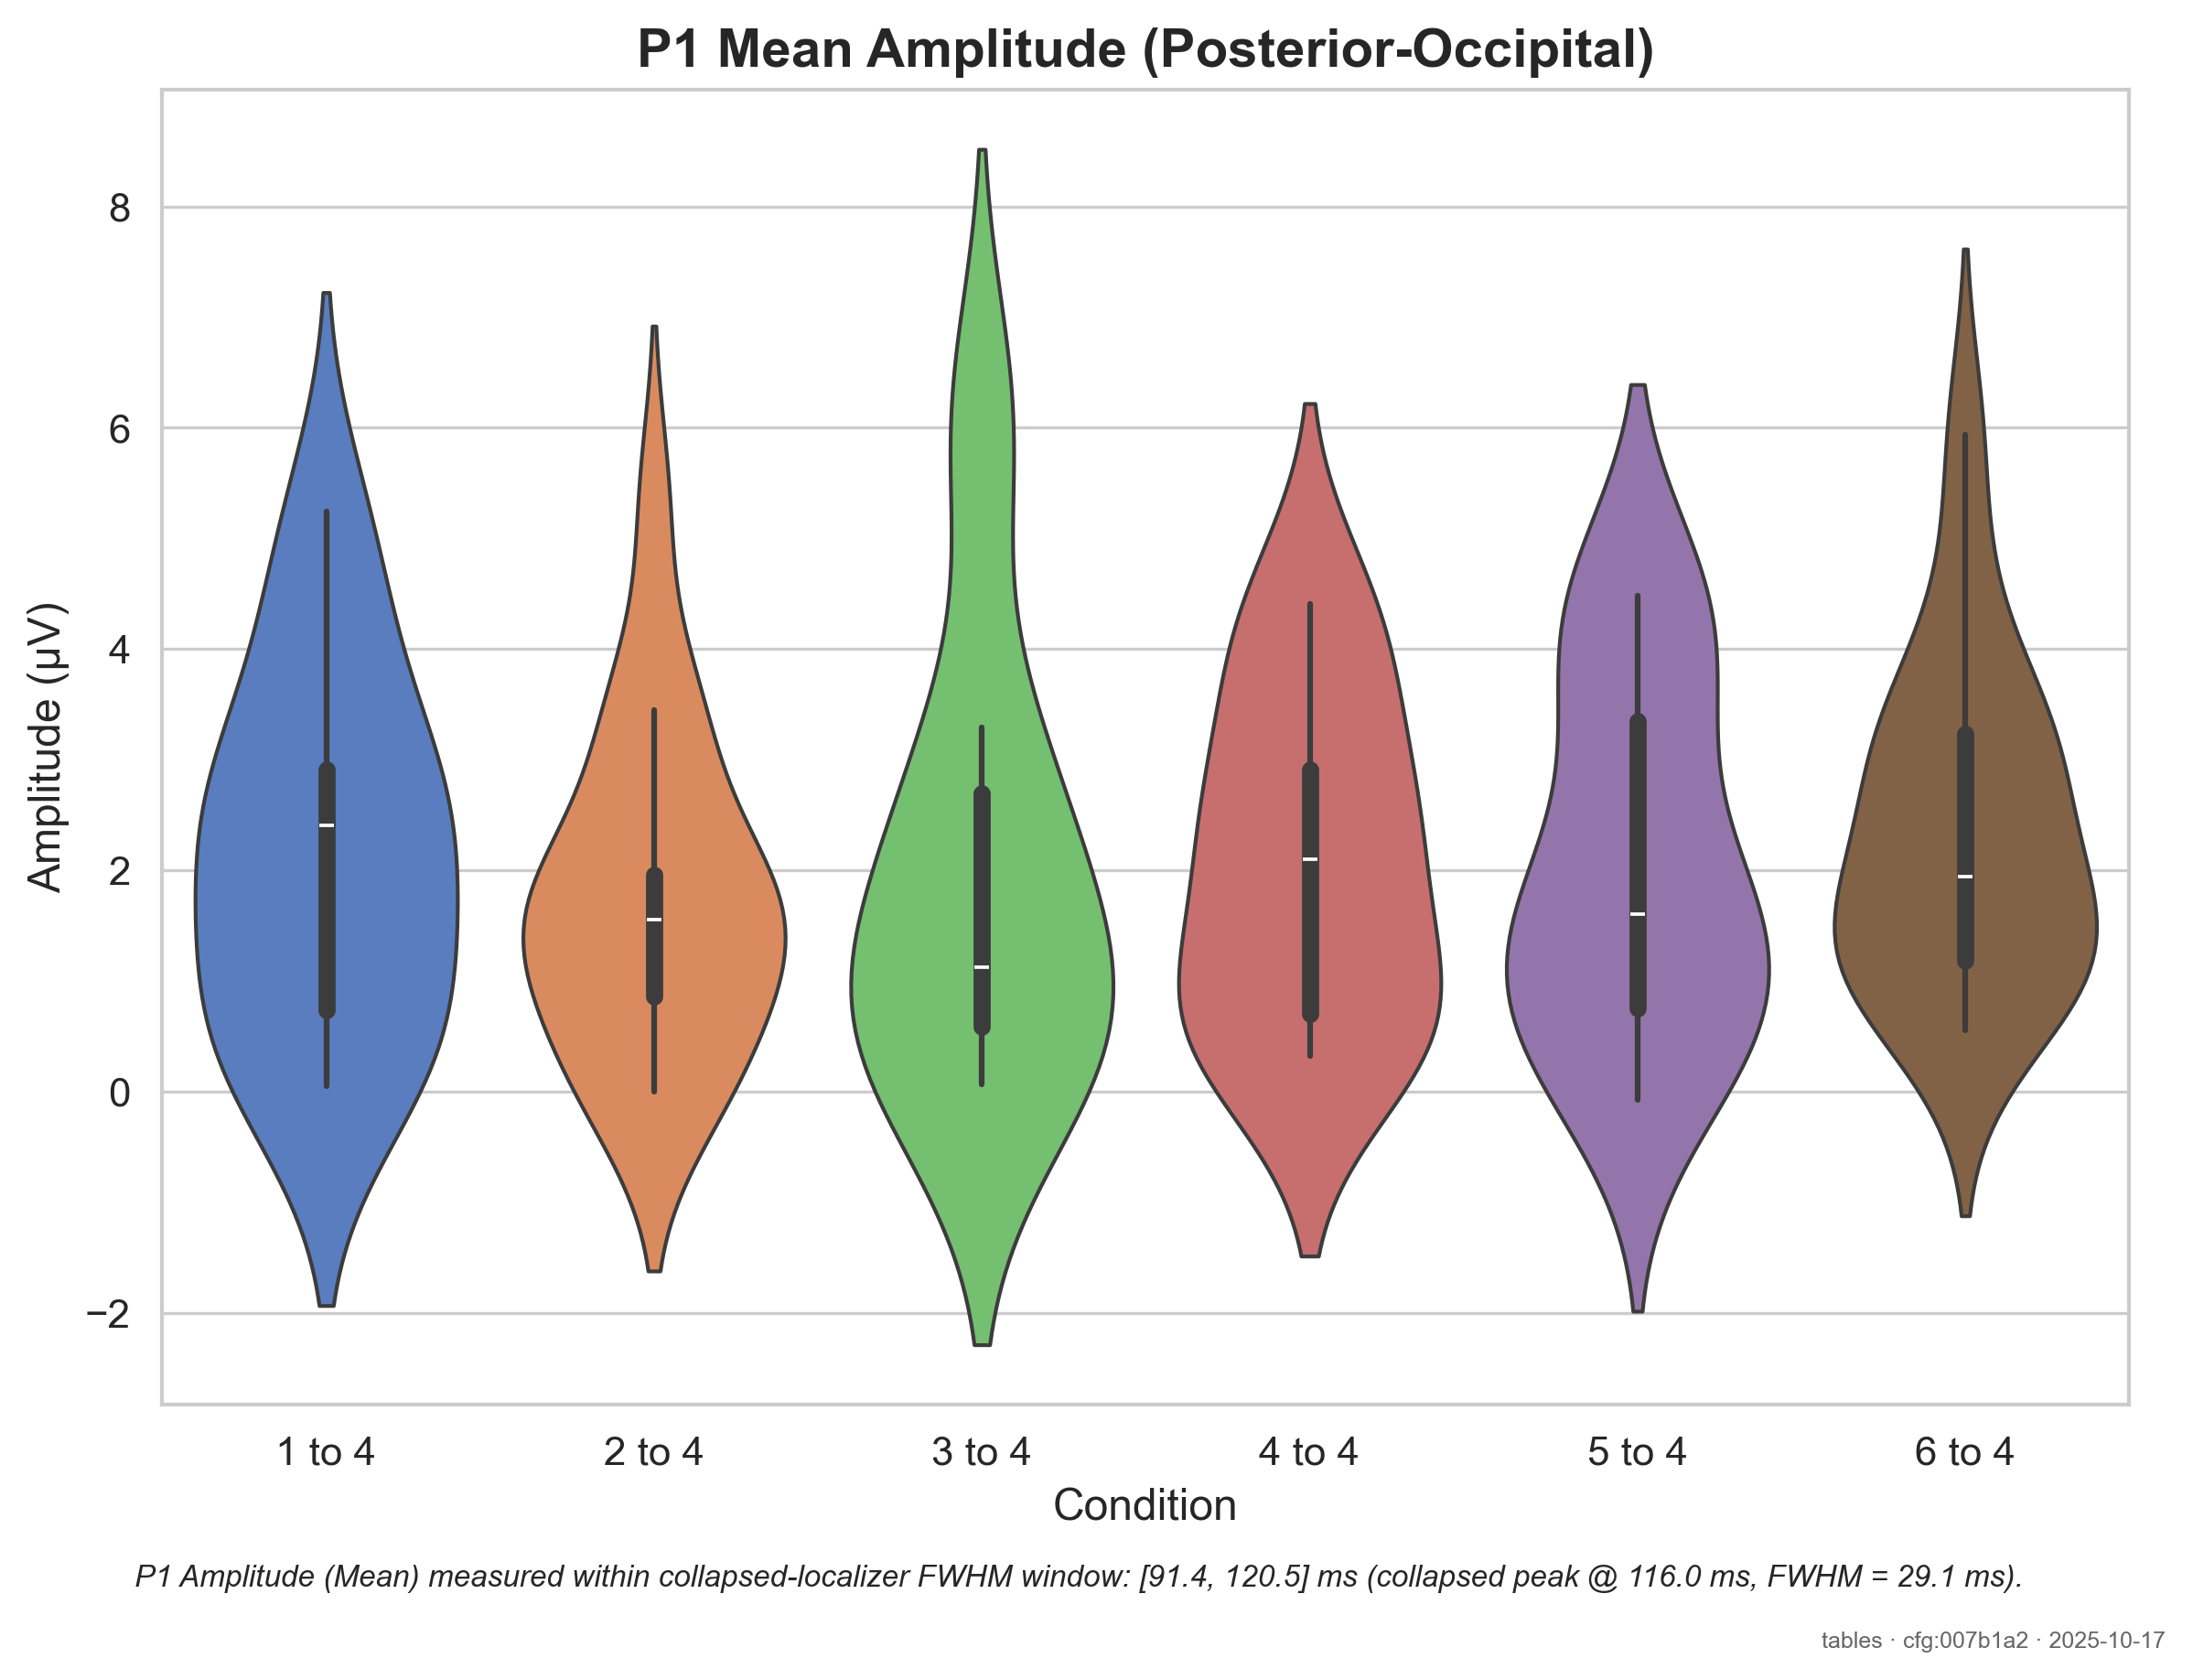 P1 Mean Amplitude (Posterior-Occipital)
Amplitude (µV)
8
6
4
2
0
−2
1 to 4
2 to 4
3 to 4
4 to 4
5 to 4
6 to 4
Condition
P1 Amplitude (Mean) measured within collapsed-localizer FWHM window: [91.4, 120.5] ms (collapsed peak @ 116.0 ms, FWHM = 29.1 ms).
tables · cfg:007b1a2 · 2025-10-17